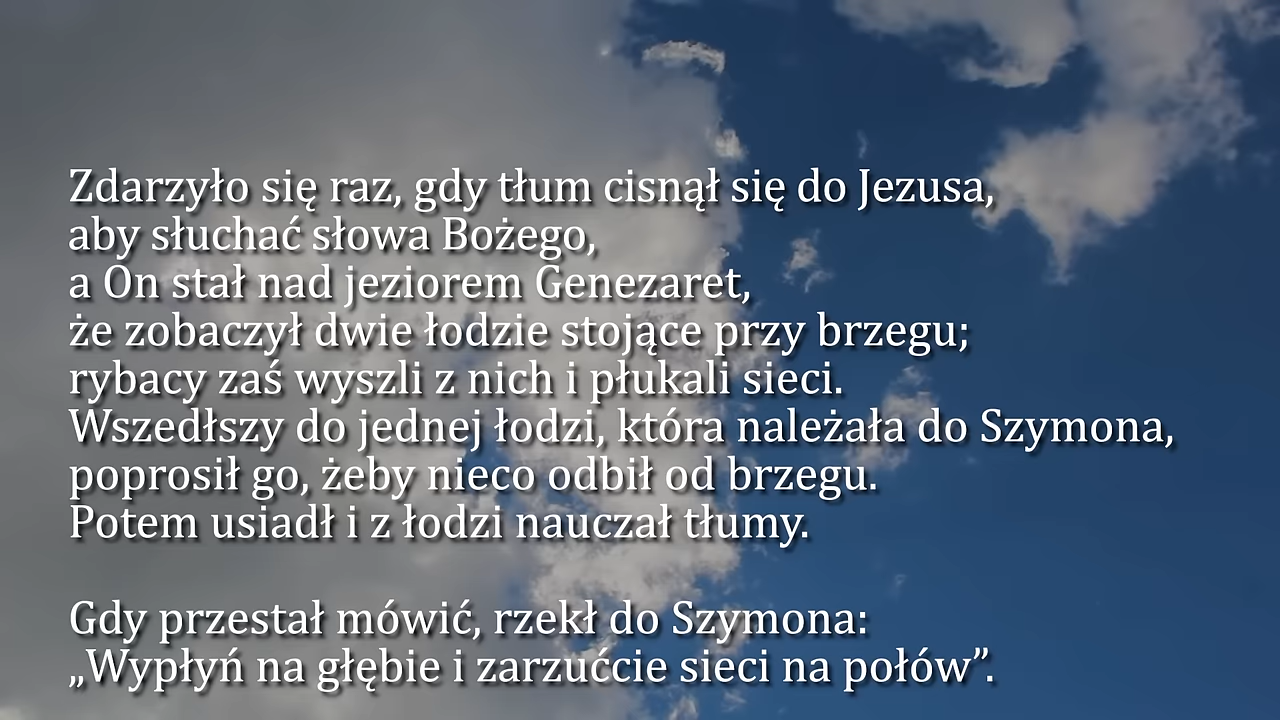 Zdarzyło się raz, gdy tłum cisnął się do Jezusa,
aby słuchać słowa Bożego,
a On stał nad jeziorem Genezaret,
że zobaczył dwie łodzie stojące przy brzegu;
rybacy zaś wyszli z nich i płukali sieci.
Wszedłszy do jednej łodzi, która należała do Szymona,
poprosił go, żeby nieco odbił od brzegu.
Potem usiadł i z łodzi nauczał tłumy.
Gdy przestał mówić, rzekł do Szymona:
„Wypłyń na głębie i zarzućcie sieci na połów”.